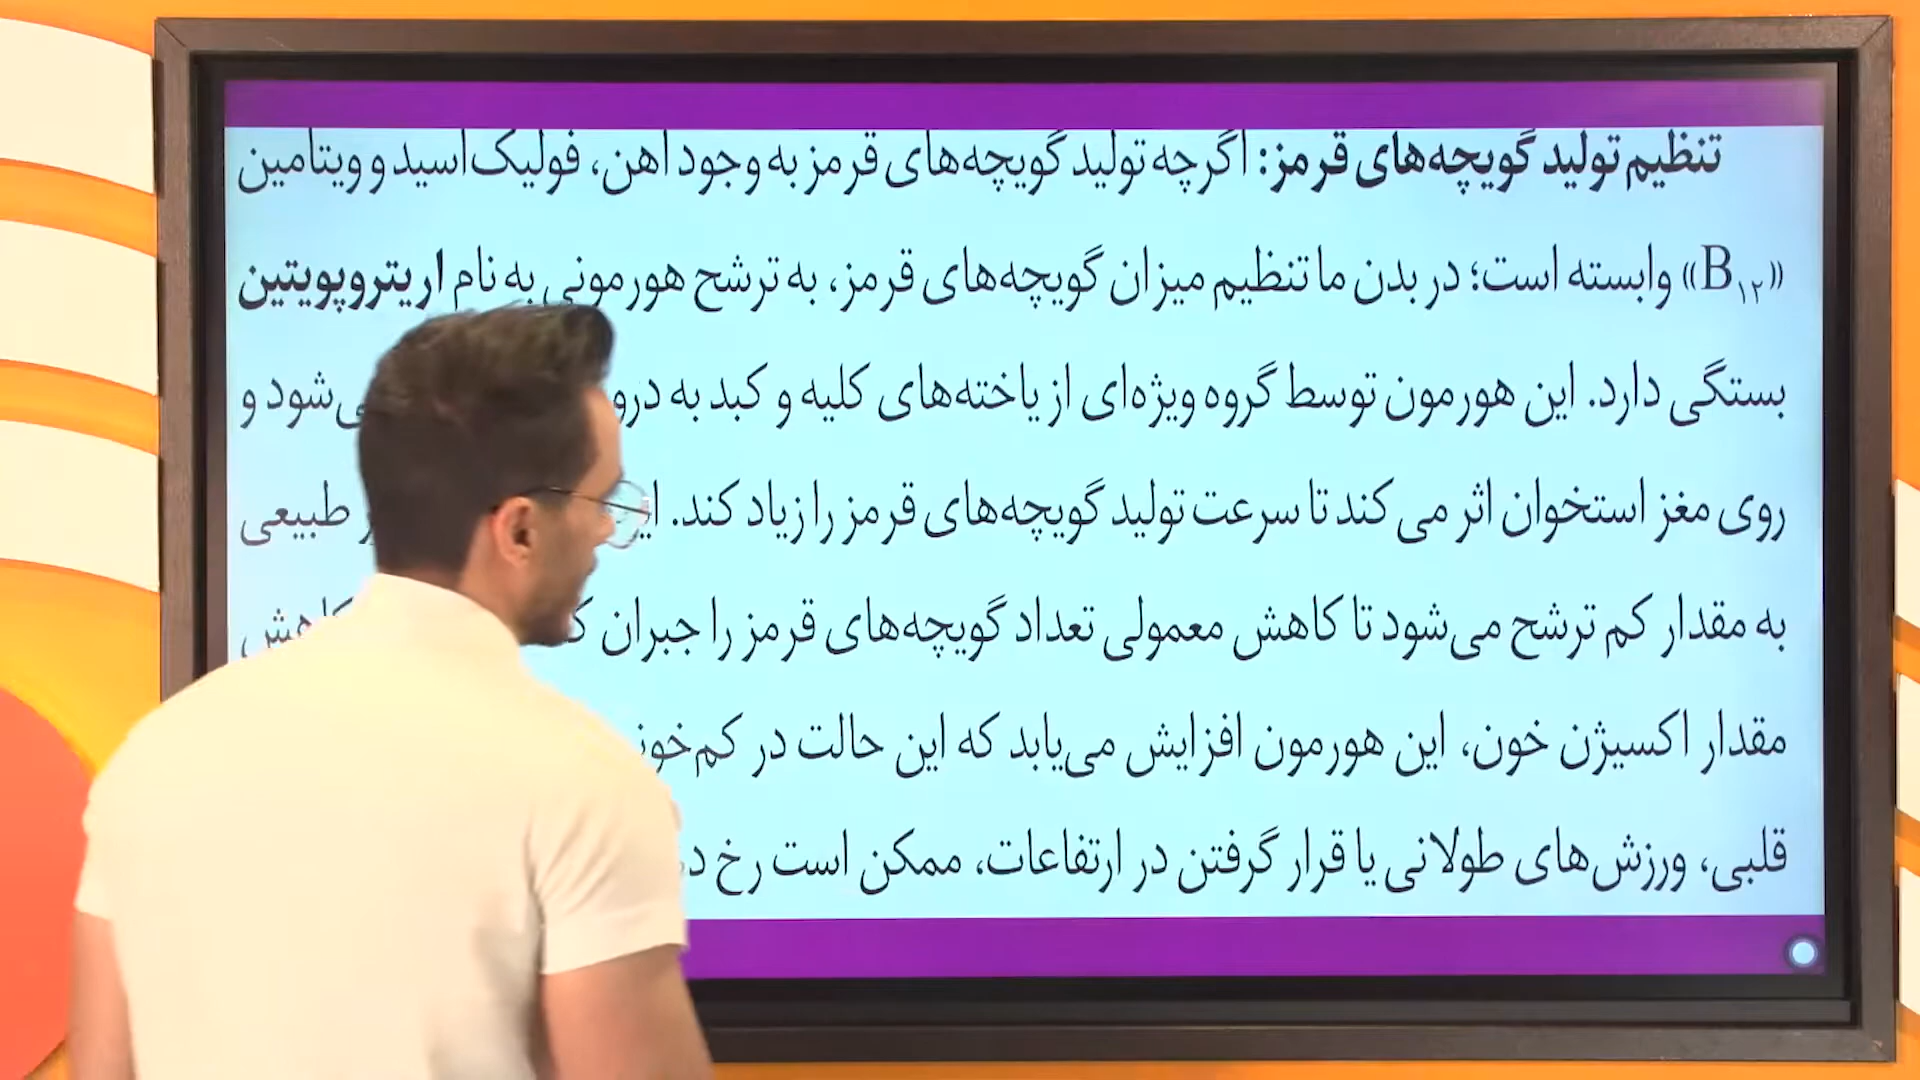 تنظیم تولید گویچه‌های قرمز: اگرچه تولید گویچه‌های قرمز به وجود آهن، فولیک‌اسید و ویتامین
«B۱۲» وابسته است؛ در بدن ما تنظیم میزان گویچه‌های قرمز، به ترشح هورمونی به نام اریتروپویتین
بستگی دارد. این هورمون توسط گروه ویژه‌ای از یاخته‌های کلیه و کبد به شود و
روی مغز استخوان اثر می‌کند تا سرعت تولید گویچه‌های قرمز را زیاد کند. طبیعی
به مقدار کم ترشح می‌شود تا کاهش معمولی تعداد گویچه‌های قرمز را جبران کاهش
مقدار اکسیژن خون، این هورمون افزایش می‌یابد که این حالت در
قلبی، ورزش‌های طولانی یا قرار گرفتن در ارتفاعات، ممکن است رخ